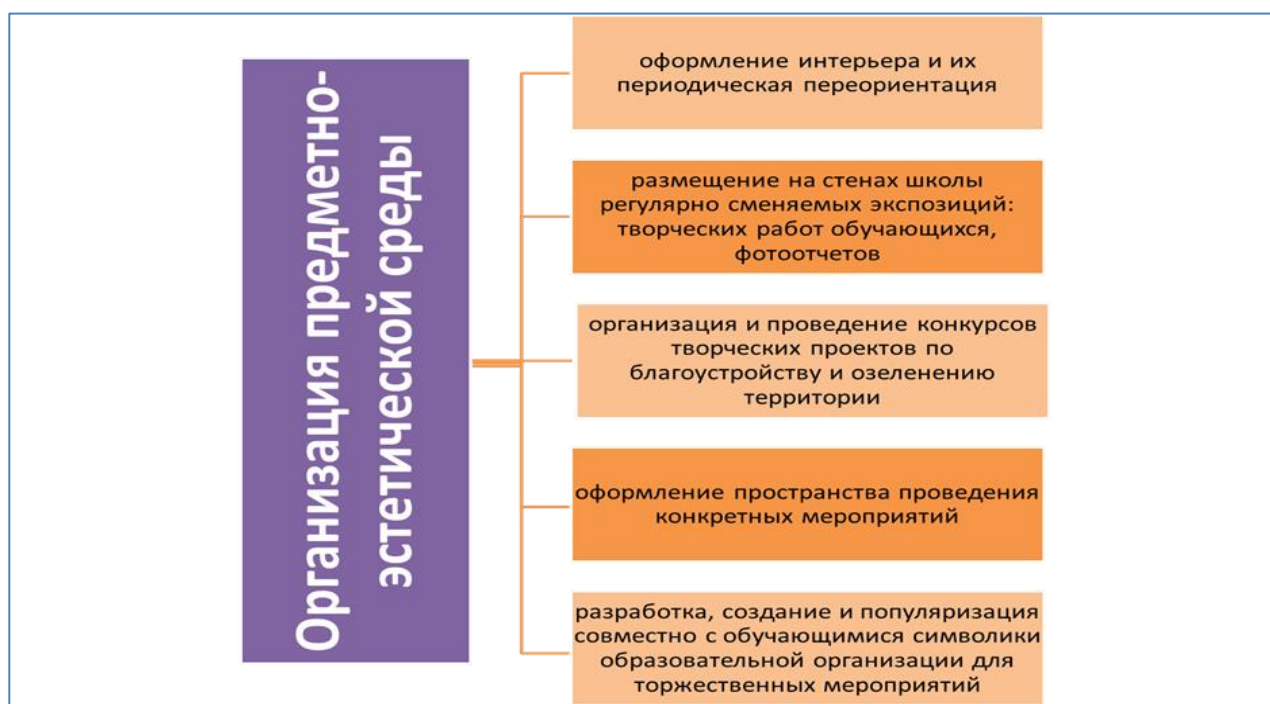 Организация предметно-
эстетической среды
оформление интерьера и их
периодическая переориентация
размещение на стенах школы
регулярно сменяемых экспозиций:
творческих работ обучающихся,
фотоотчетов
организация и проведение конкурсов
творческих проектов по
благоустройству и озеленению
территории
оформление пространства проведения
конкретных мероприятий
разработка, создание и популяризация
совместно с обучающимися символики
образовательной организации для
торжественных мероприятий